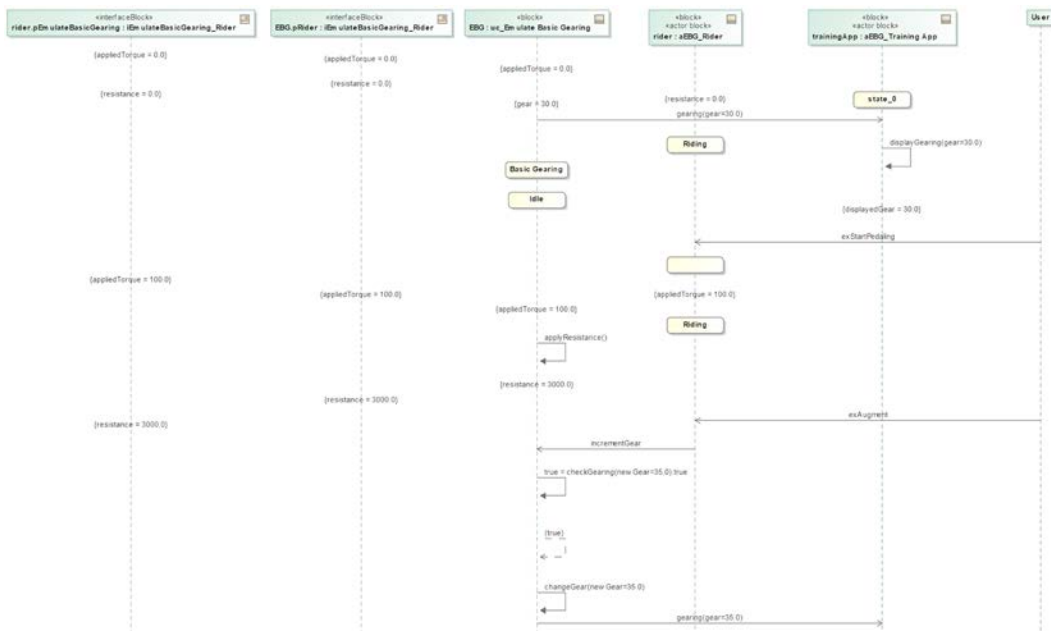 «interfaceBlock»
rider.pEmulateBasicGearing : iEmulateBasicGearing_Rider
«interfaceBlock»
EBG.pRider : iEmulateBasicGearing_Rider
«block»
EBG : uc_Emulate Basic Gearing
«block»
«actor block»
rider : aEBG_Rider
«block»
«actor block»
trainingApp : aEBG_Training App
User
{appliedTorque = 0.0}
{appliedTorque = 0.0}
{appliedTorque = 0.0}
{resistance = 0.0}
{resistance = 0.0}
{gear = 30.0}
{resistance = 0.0}
state_0
gearing(gear=30.0)
Riding
displayGearing(gear=30.0)
Basic Gearing
Idle
{displayedGear = 30.0}
exStartPedaling
{appliedTorque = 100.0}
{appliedTorque = 100.0}
{appliedTorque = 100.0}
{appliedTorque = 100.0}
Riding
applyResistance()
{resistance = 3000.0}
{resistance = 3000.0}
{resistance = 3000.0}
exAugment
incrementGear
true = checkGearing(newGear=35.0):true
(true)
changeGear(newGear=35.0)
gearing(gear=35.0)